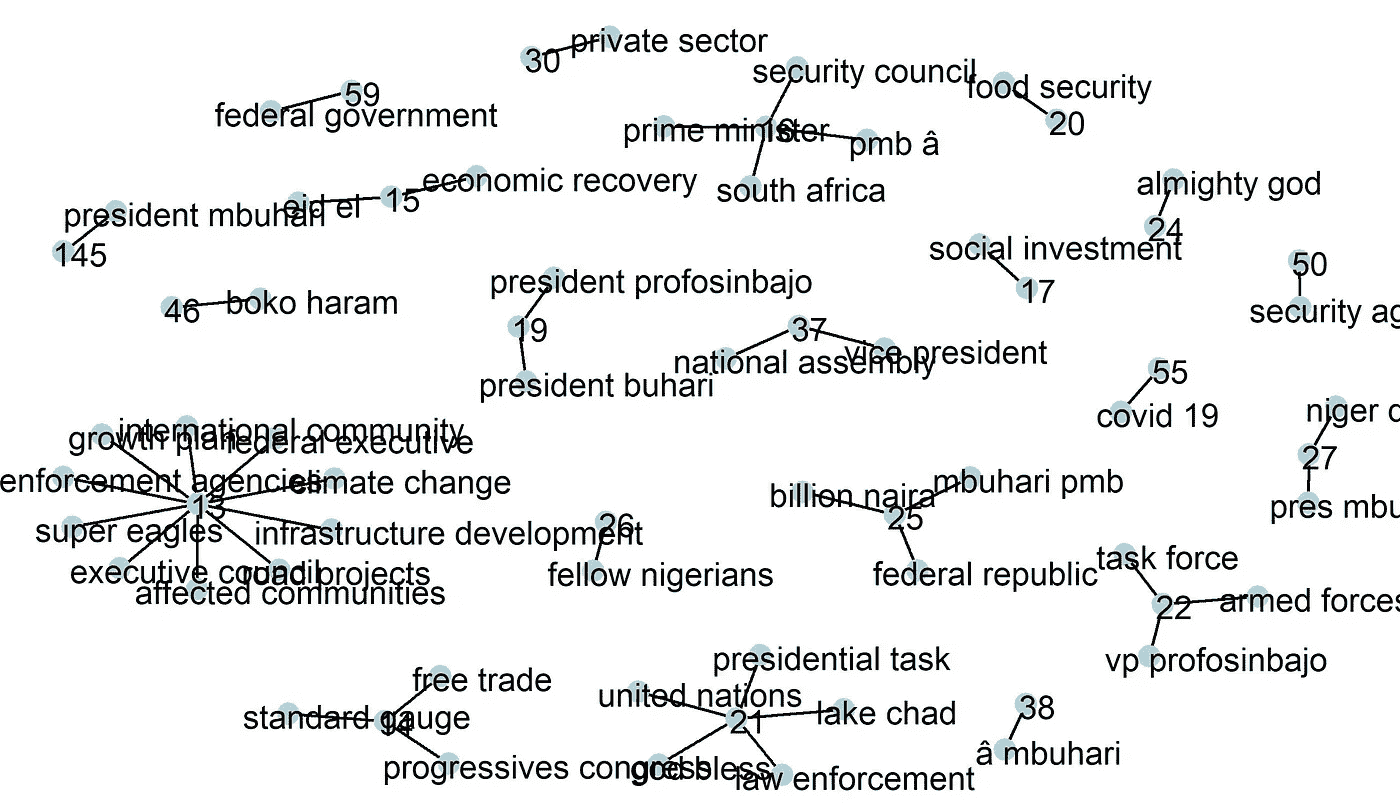 private sector
30
security council
food security
59
federal government
20
prime minister
pmb â
economic recovery
south africa
almighty god
eid el
15
president mbuhari
24
145
social investment
50
president profosinbajo
17
46
boko haram
security ag
19
37
national assembly
vice president
55
president buhari
covid 19
niger
international community
growth plan
federal executive
27
enforcement agencies
climate change
billion naira
mbuhari pmb
13
pres mbu
25
super eagles
infrastructure development
26
task force
executive council
road projects
fellow nigerians
federal republic
affected communities
22
armed forces
presidential task
vp profosinbajo
free trade
united nations
standard gauge
14
21
lake chad
38
â mbuhari
progressives congress
god bless
law enforcement